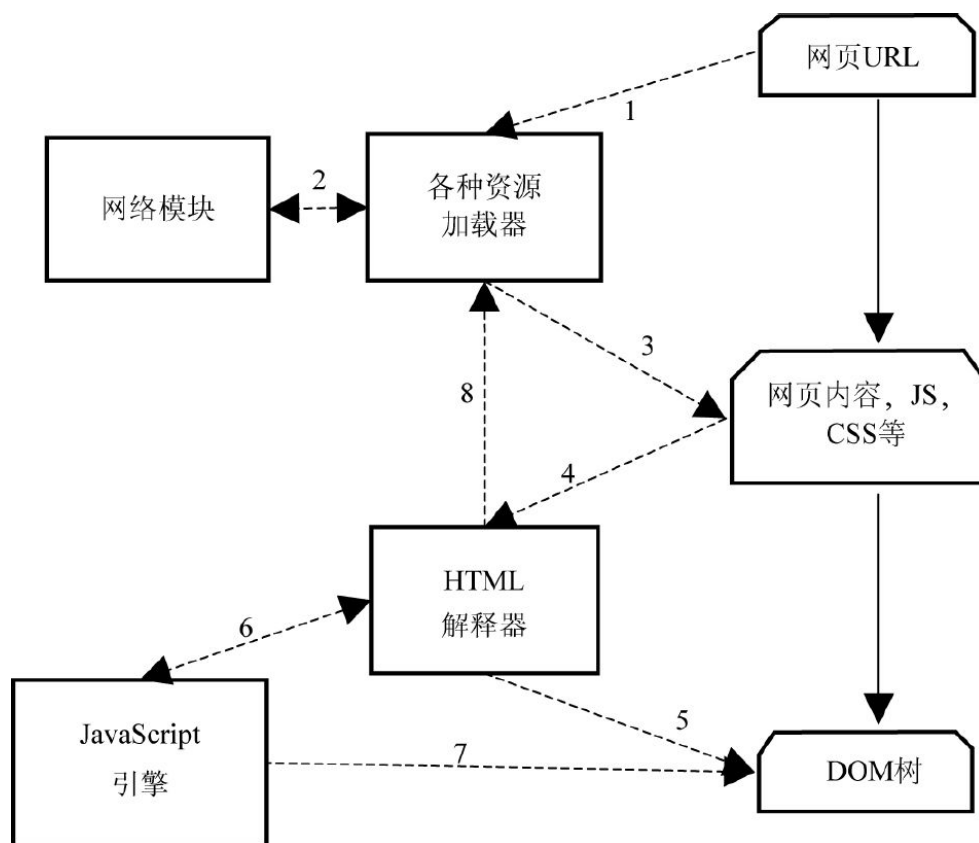 网页URL
1
2
网络模块
各种资源
加载器
3
8
网页内容，JS，
CSS等
4
HTML
解释器
6
5
JavaScript
引擎
7
DOM树